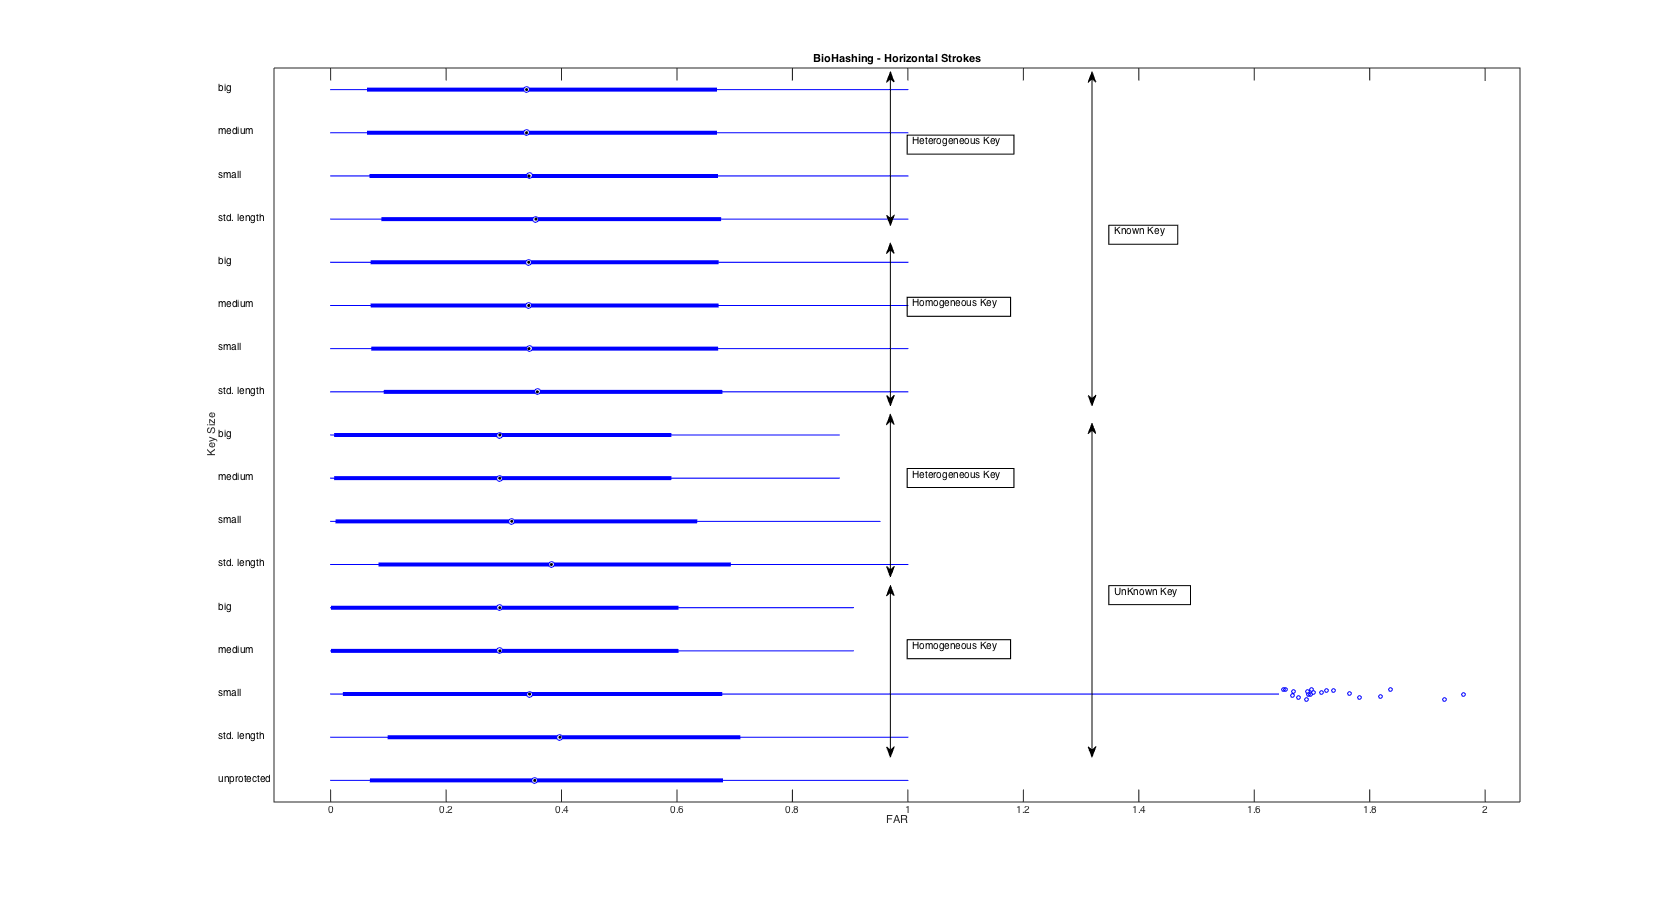 BioHashing - Horizontal Strokes
big
medium
Heterogeneous Key
small
std. length
Known Key
big
medium
Homogeneous Key
small
std. length
Key Size
big
medium
Heterogeneous Key
small
std. length
UnKnown Key
big
medium
Homogeneous Key
small
std. length
unprotected
0 0.2 0.4 0.6 0.8 1 1.2 1.4 1.6 1.8 2
FAR